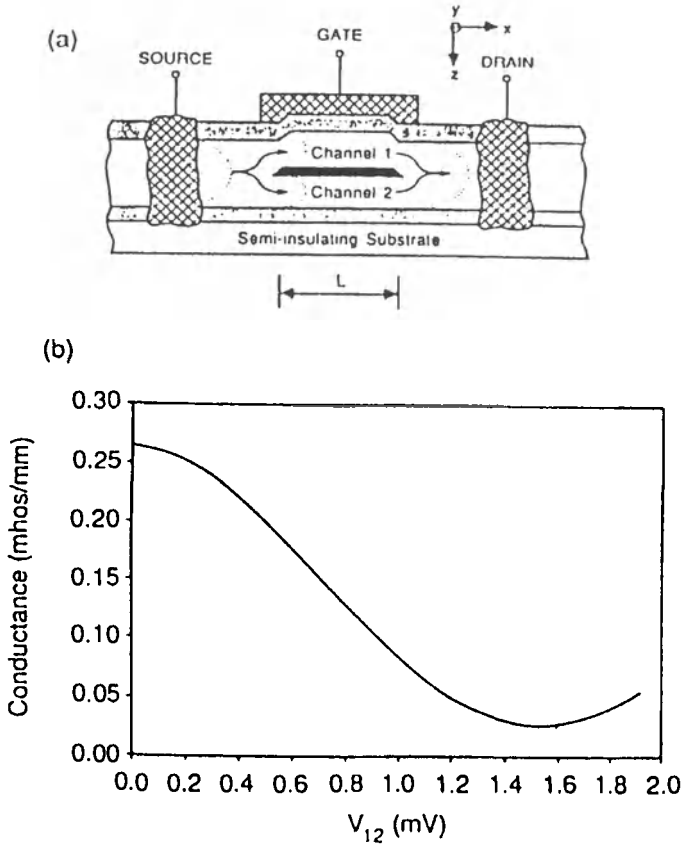 (a)
SOURCE
GATE
DRAIN
y
x
z
Channel 1
Channel 2
Semi-insulating Substrate
L
(b)
Conductance (mhos/mm)
0.30
0.25
0.20
0.15
0.10
0.05
0.00
0.0 0.2 0.4 0.6 0.8 1.0 1.2 1.4 1.6 1.8 2.0
V12 (mV)